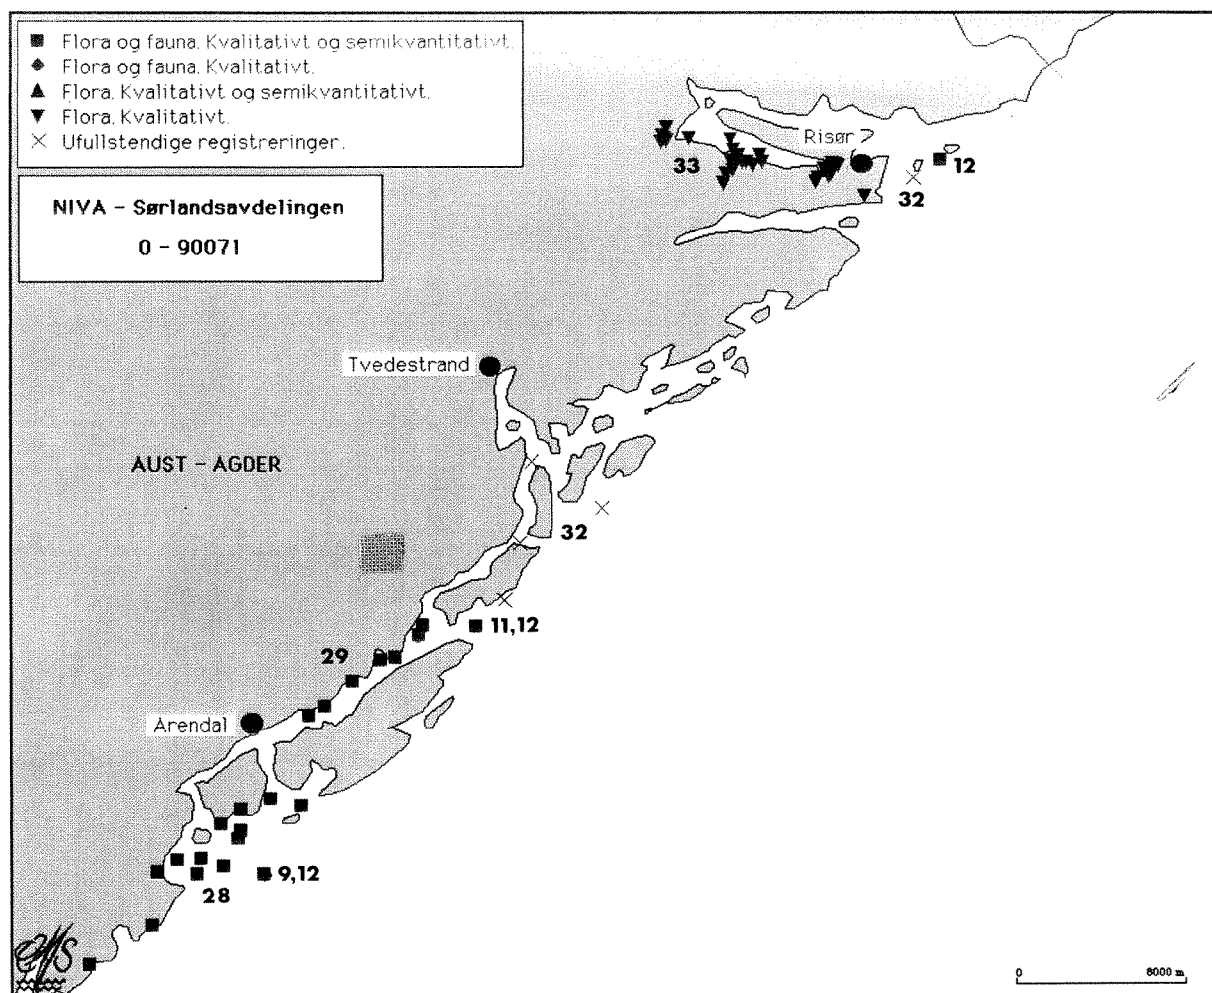 Flora og fauna. Kvalitativt og semikvantitativt.
Flora og fauna. Kvalitativt.
Flora. Kvalitativt og semikvantitativt.
Flora. Kvalitativt.
Ufullstendige registreringer.
NIVA - Sørlandsavdelingen
0 - 90071
Risør
33
12
32
Tvedestrand
AUST - AGDER
32
11,12
29
Arendal
9,12
28
0 8000 m